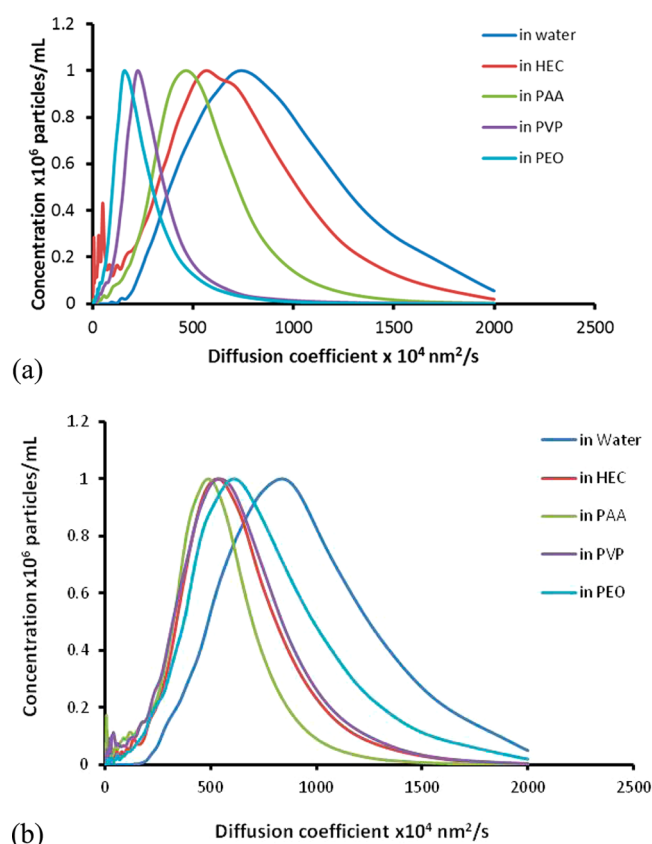 1.2
1
0.8
0.6
0.4
0.2
0
Concentration x10⁶ particles/mL
in water
in HEC
in PAA
in PVP
in PEO
0 500 1000 1500 2000 2500
Diffusion coefficient x 10⁴ nm²/s
(a)
1.2
1
0.8
0.6
0.4
0.2
0
Concentration x10⁶ particles/mL
in Water
in HEC
in PAA
in PVP
in PEO
0 500 1000 1500 2000 2500
Diffusion coefficient x10⁴ nm²/s
(b)